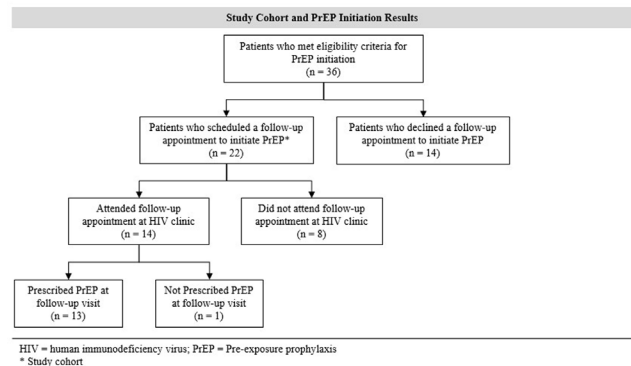 Study Cohort and PrEP Initiation Results
Patients who met eligibility criteria for
PrEP initiation
(n = 36)
Patients who scheduled a follow-up
appointment to initiate PrEP*
(n = 22)
Patients who declined a follow-up
appointment to initiate PrEP
(n = 14)
Attended follow-up
appointment at HIV clinic
(n = 14)
Did not attend follow-up
appointment at HIV clinic
(n = 8)
Prescribed PrEP at
follow-up visit
(n = 13)
Not Prescribed PrEP
at follow-up visit
(n = 1)
HIV = human immunodeficiency virus; PrEP = Pre-exposure prophylaxis
* Study cohort